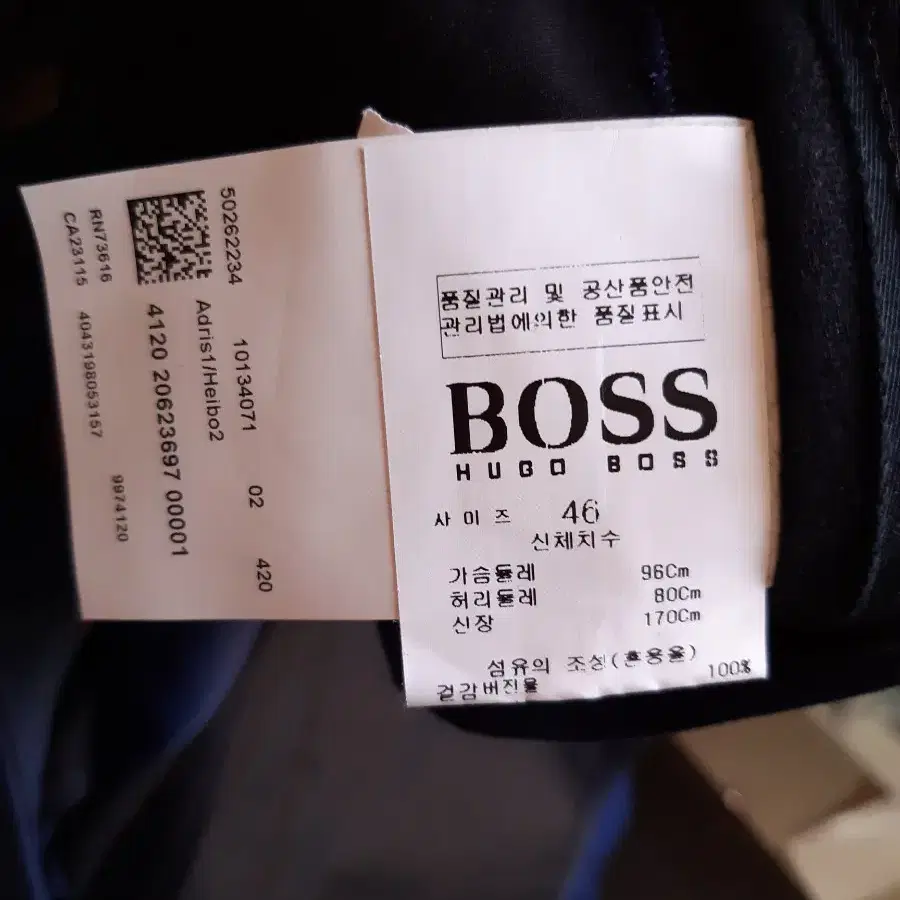 50262234
10134071 02 420
Adris1/Heibo2
4120 20623697 00001
RN73616
CA23115
4043198053157
9974120
품질관리 및 공산품안전
관리법에의한 품질표시
BOSS
HUGO BOSS
사이즈 46
신체치수
가슴둘레 96Cm
허리둘레 80Cm
신장 170Cm
섬유의 조성(혼용율)
겉감버진울 100%